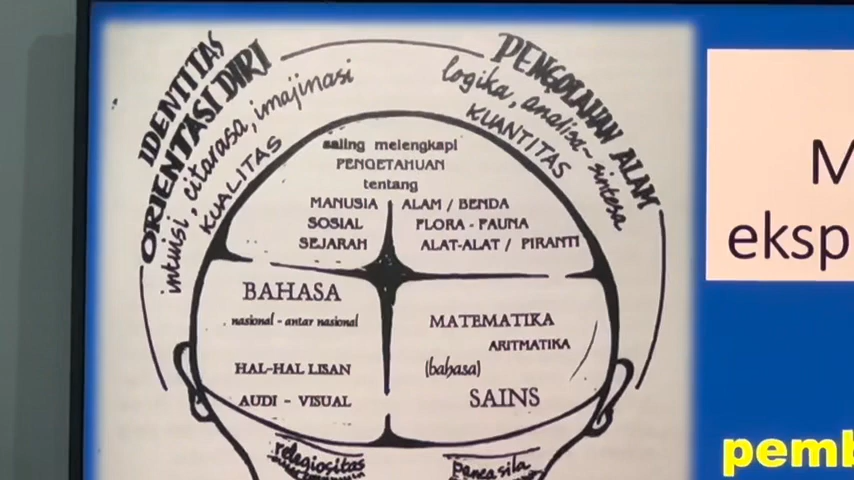 IDENTITAS
ORIENTASI DIRI
intuisi, citarasa, imajinasi
KUALITAS
PENGOLAHAN ALAM
logika, analisa - sintesa
KUANTITAS
saling melengkapi
PENGETAHUAN
tentang
MANUSIA ALAM / BENDA
SOSIAL FLORA - FAUNA
SEJARAH ALAT-ALAT / PIRANTI
BAHASA
nasional - antar nasional
HAL-HAL LISAN
AUDI - VISUAL
MATEMATIKA
ARITMATIKA
(bahasa)
SAINS
religiositas
pancasila
M
eksp
pemb